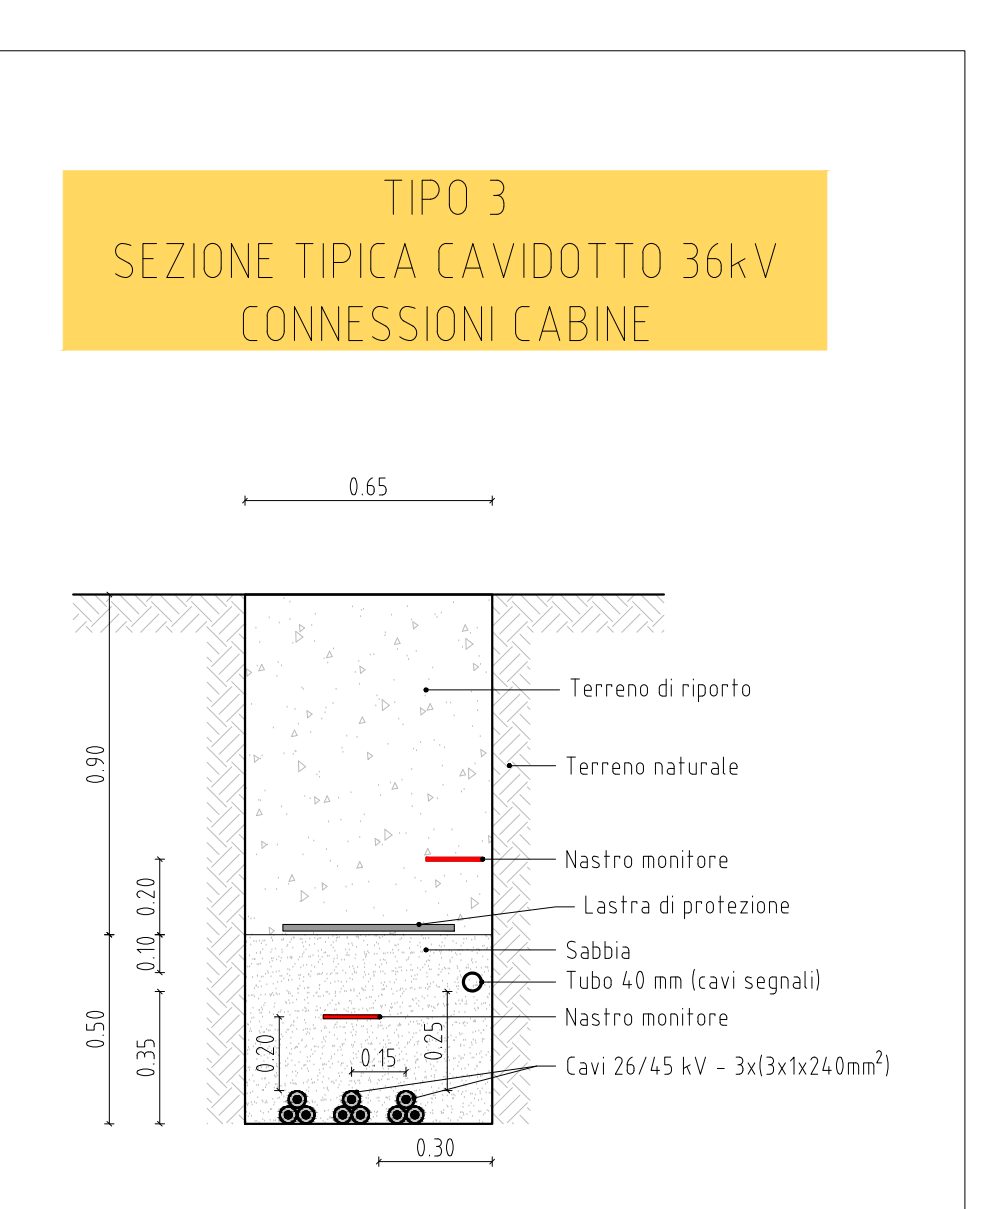 TIPO 3
SEZIONE TIPICA CAVIDOTTO 36kV
CONNESSIONI CABINE
0.65
Terreno di riporto
0.90
Terreno naturale
Nastro monitore
0.20
Lastra di protezione
0.10
Sabbia
Tubo 40 mm (cavi segnali)
0.50
Nastro monitore
0.35
0.20
0.15
0.25
Cavi 26/45 kV - 3x(3x1x240mm²)
0.30